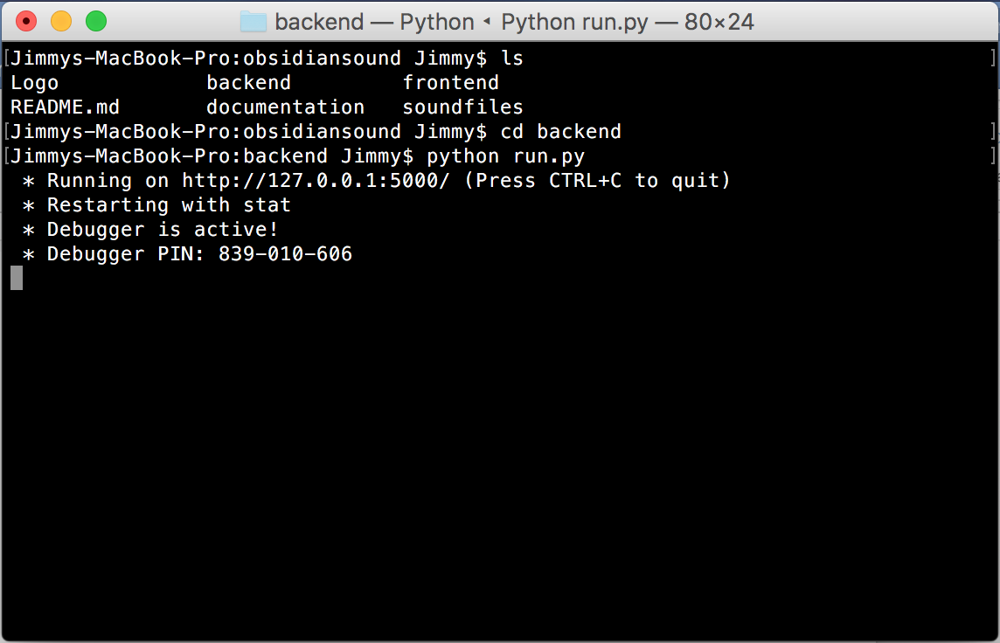 backend — Python ◂ Python run.py — 80×24
[Jimmys-MacBook-Pro:obsidiansound Jimmy$ ls ]
Logo backend frontend
README.md documentation soundfiles
[Jimmys-MacBook-Pro:obsidiansound Jimmy$ cd backend ]
[Jimmys-MacBook-Pro:backend Jimmy$ python run.py ]
* Running on http://127.0.0.1:5000/ (Press CTRL+C to quit)
* Restarting with stat
* Debugger is active!
* Debugger PIN: 839-010-606